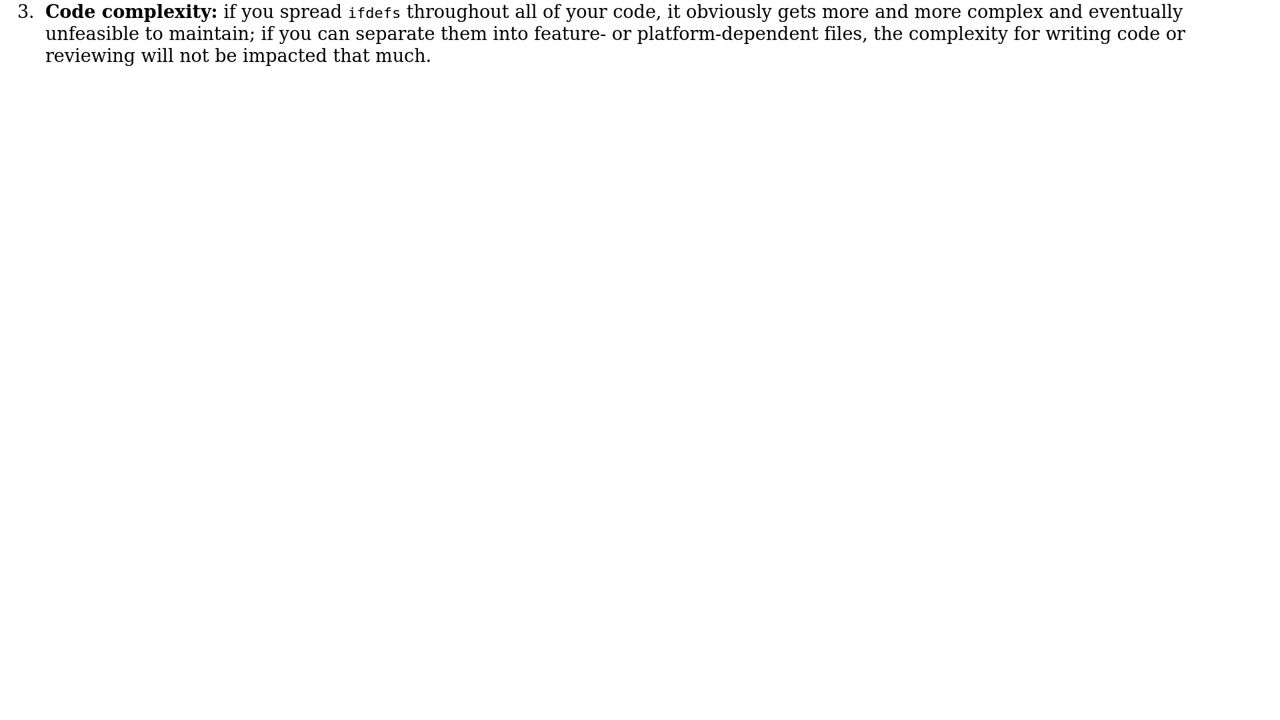 3. Code complexity: if you spread ifdefs throughout all of your code, it obviously gets more and more complex and eventually
unfeasible to maintain; if you can separate them into feature- or platform-dependent files, the complexity for writing code or
reviewing will not be impacted that much.